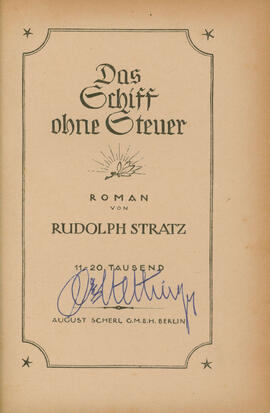 Das
Schiff
ohne Steuer
ROMAN
VON
RUDOLPH STRATZ
11-20. TAUSEND
AUGUST SCHERL G.M.B.H. BERLIN